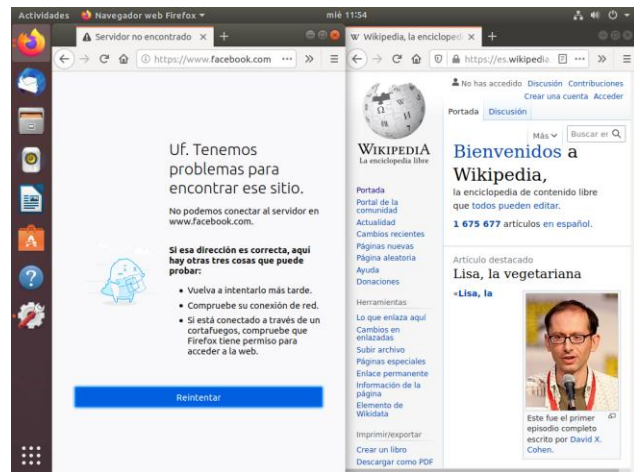 Actividades
Navegador web Firefox
mié 11:54
Servidor no encontrado
https://www.facebook.com
Uf. Tenemos
problemas para
encontrar ese sitio.
No podemos conectar al servidor en
www.facebook.com.
Si esa dirección es correcta, aquí
hay otras tres cosas que puede
probar:
• Vuelva a intentarlo más tarde.
• Compruebe su conexión de red.
• Si está conectado a través de un
cortafuegos, compruebe que
Firefox tiene permiso para
acceder a la web.
Reintentar
Wikipedia, la encicloped
https://es.wikipedia
No has accedido Discusión Contribuciones
Crear una cuenta Acceder
Portada Discusión
Más Buscar en
WIKIPEDIA
La enciclopedia libre
Portada
Portal de la
comunidad
Actualidad
Cambios recientes
Páginas nuevas
Página aleatoria
Ayuda
Donaciones
Herramientas
Lo que enlaza aquí
Cambios en
enlazadas
Subir archivo
Páginas especiales
Enlace permanente
Información de la
página
Elemento de
Wikidata
Imprimir/exportar
Crear un libro
Descargar como PDF
Bienvenidos a
Wikipedia,
la enciclopedia de contenido libre
que todos pueden editar.
1 675 677 artículos en español.
Artículo destacado
Lisa, la vegetariana
«Lisa, la
Este fue el primer
episodio completo
escrito por David X.
Cohen.